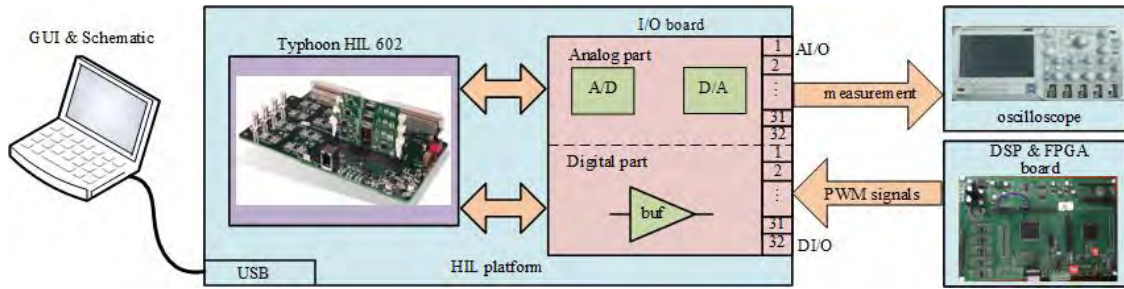 GUI & Schematic
Typhoon HIL 602
I/O board
Analog part
A/D
D/A
1
2
⋮
31
32
AI/O
Digital part
buf
1
2
⋮
31
32
DI/O
USB
HIL platform
measurement
PWM signals
oscilloscope
DSP & FPGA
board